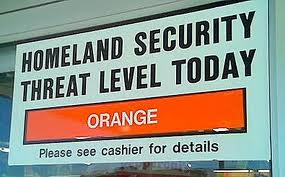 HOMELAND SECURITY
THREAT LEVEL TODAY
ORANGE
Please see cashier for details